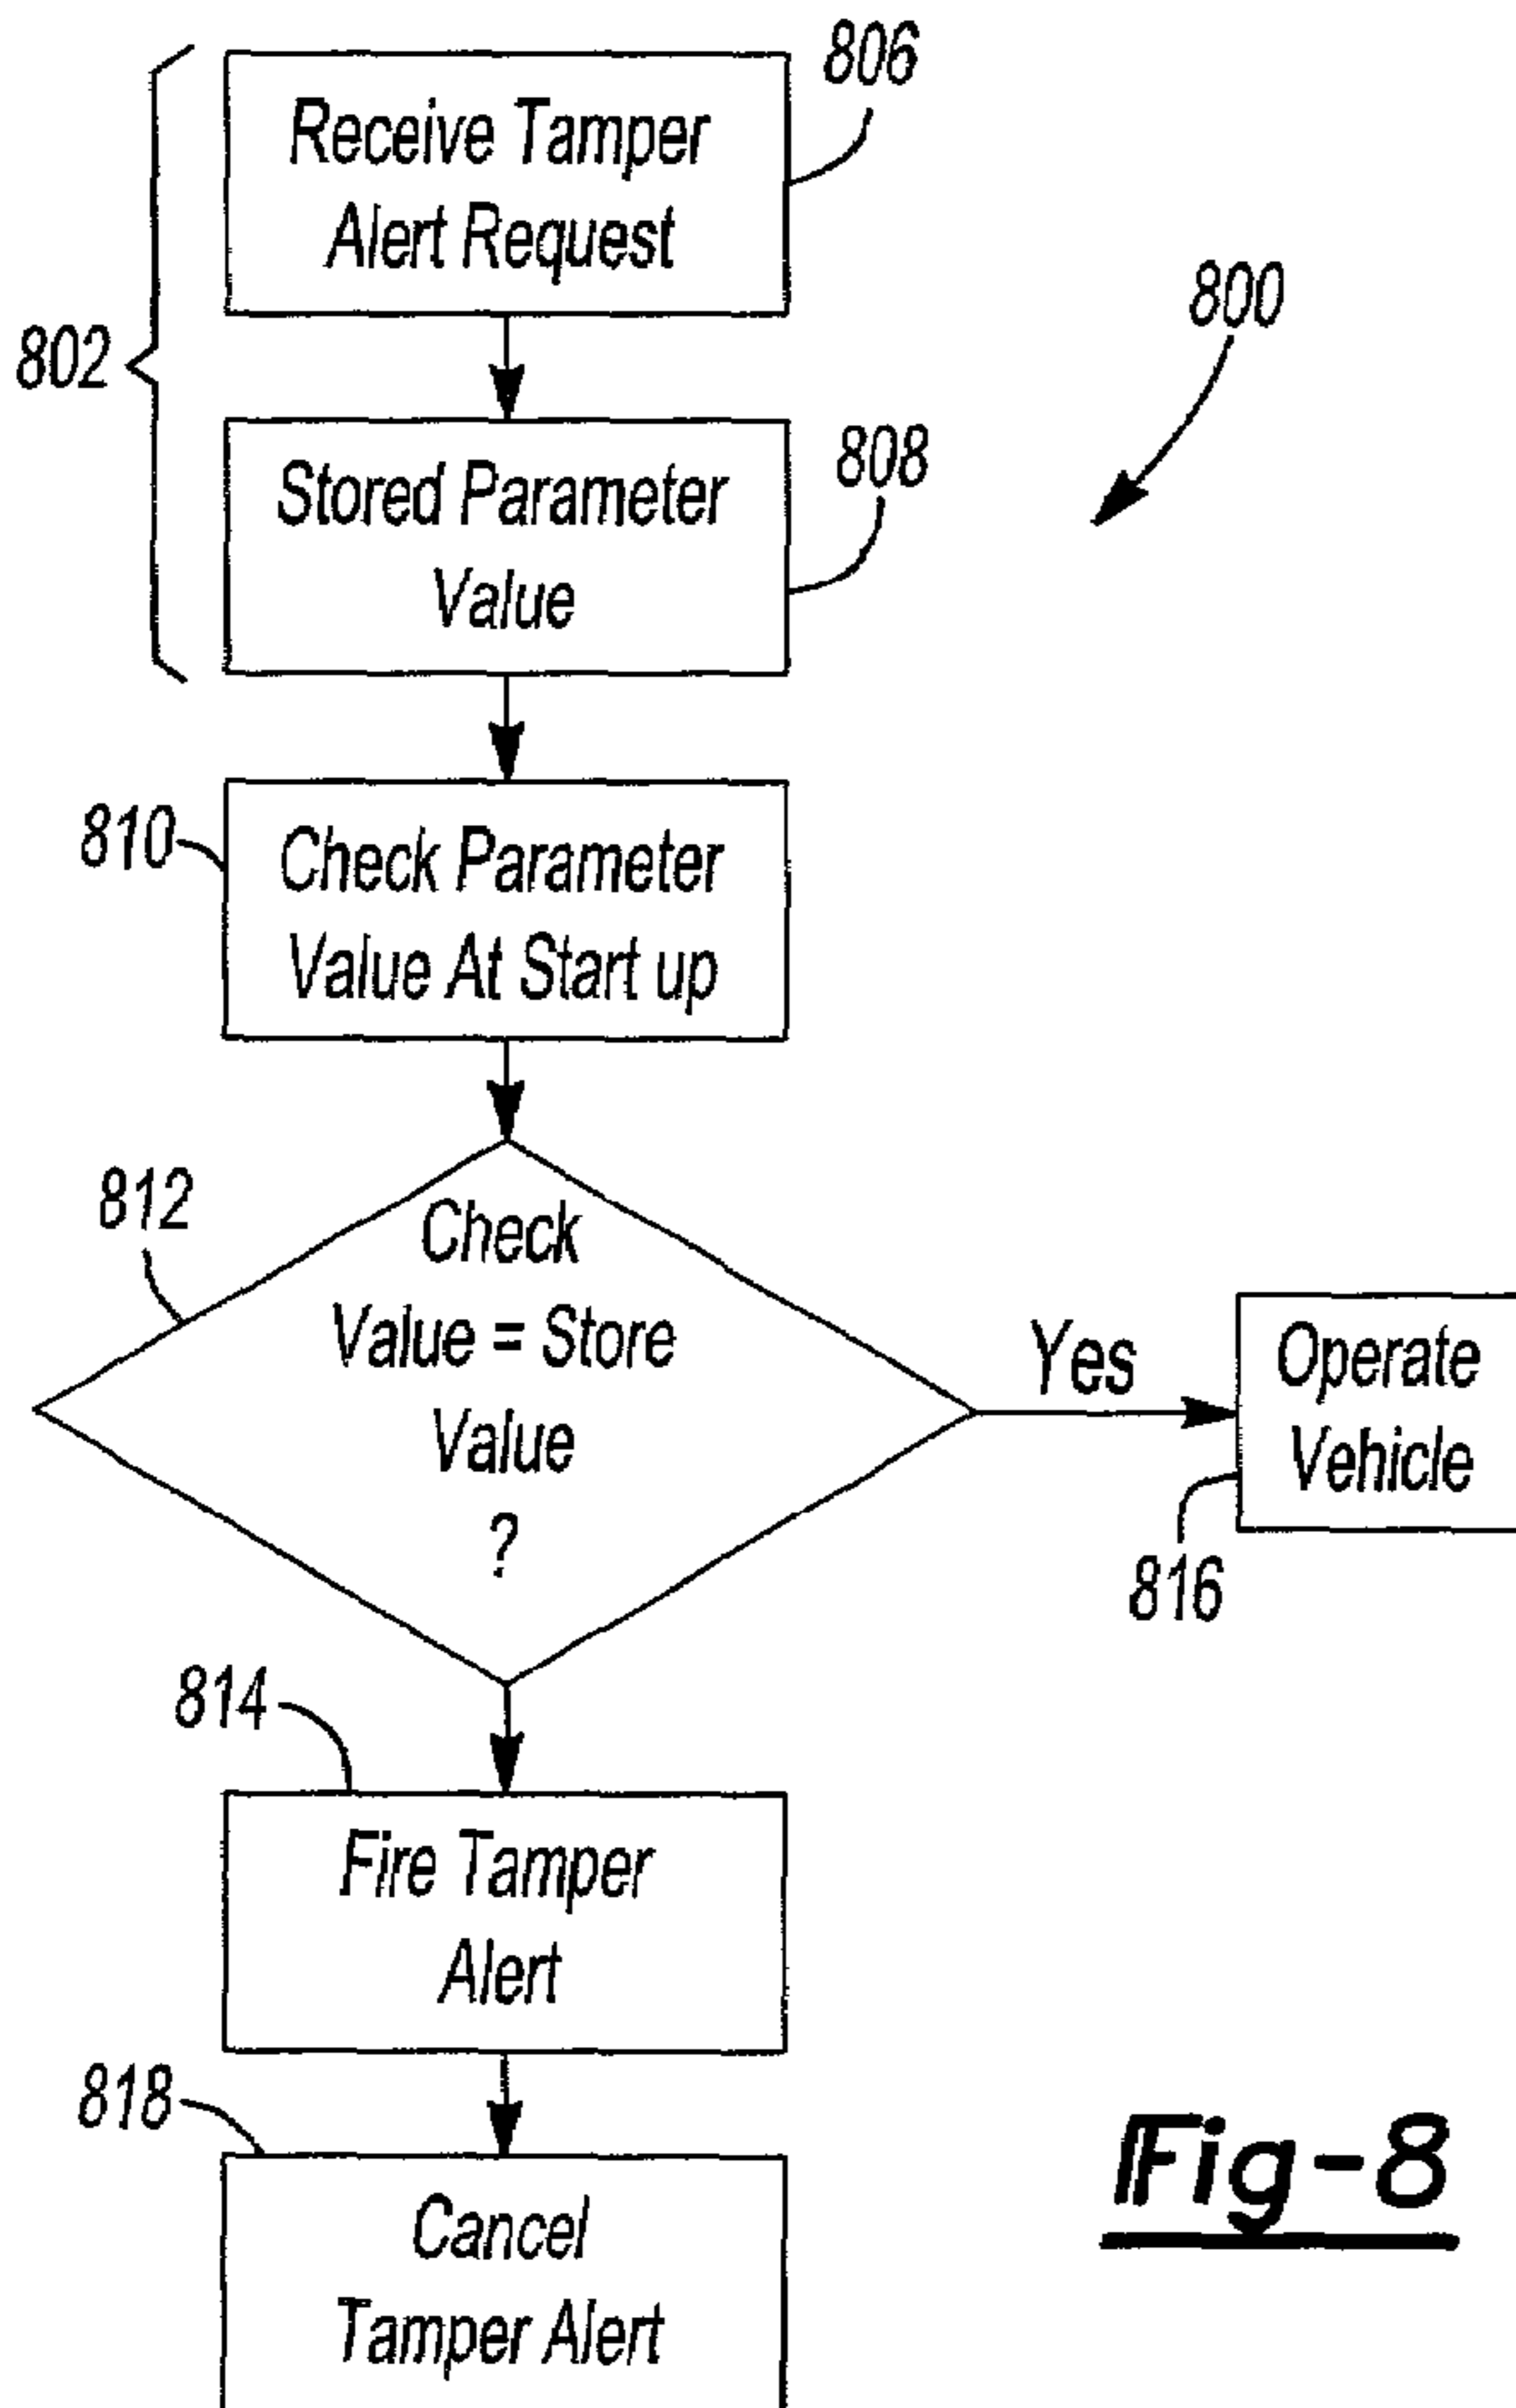 806
Receive Tamper
Alert Request
800
802
808
Stored Parameter
Value
810
Check Parameter
Value At Start up
812
Check
Value = Store
Value
?
Yes
Operate
Vehicle
816
814
Fire Tamper
Alert
818
Cancel
Tamper Alert
Fig-8